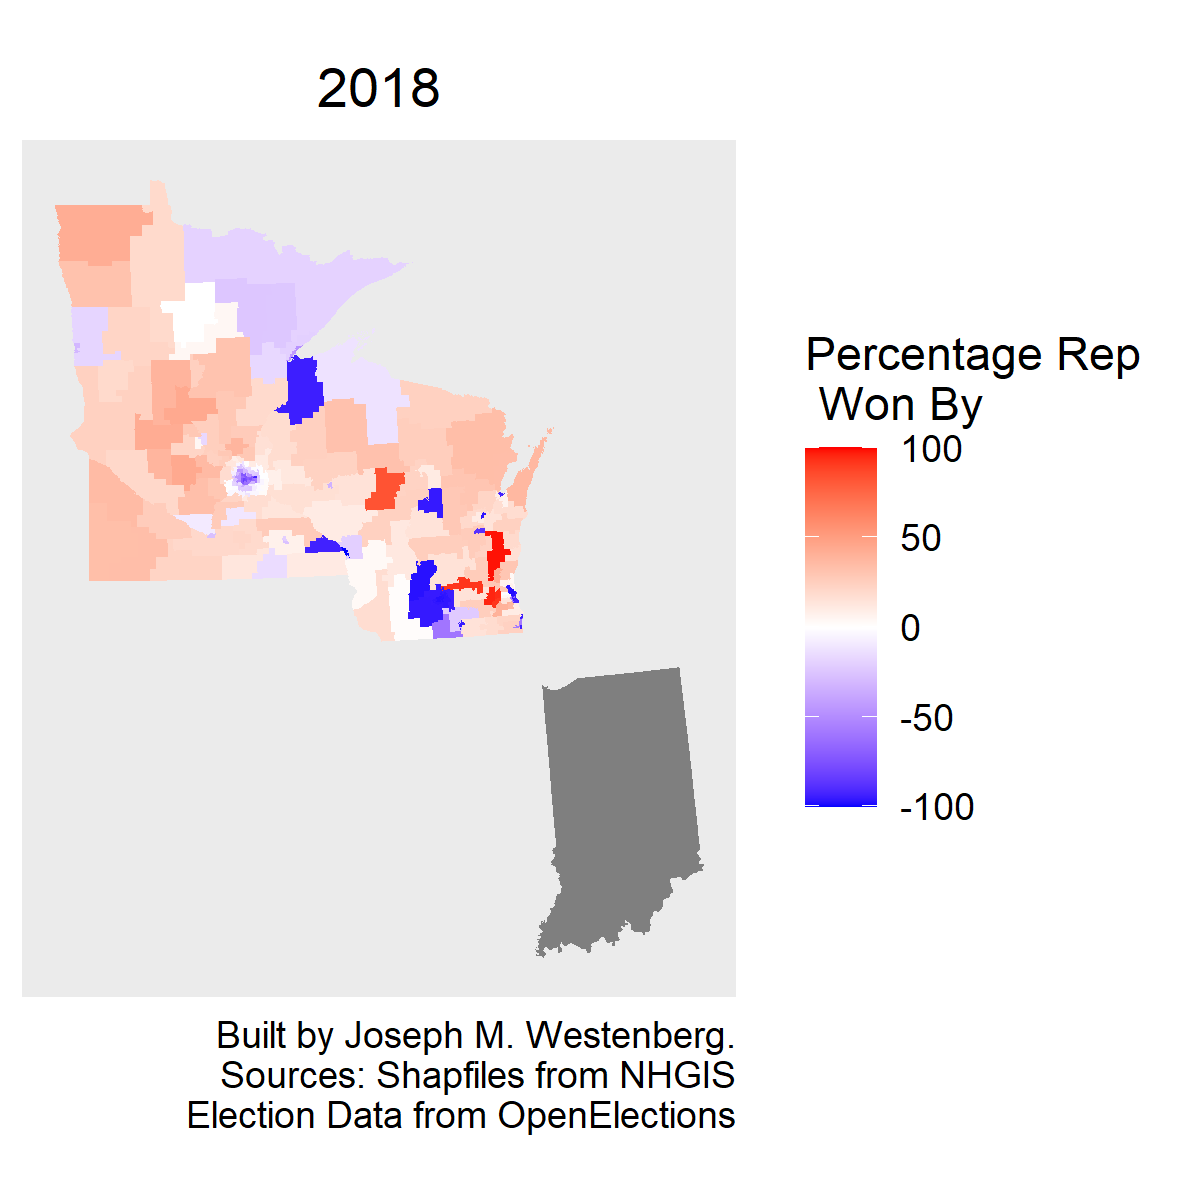 2018
Percentage Rep
Won By
100
50
0
-50
-100
Built by Joseph M. Westenberg.
Sources: Shapfiles from NHGIS
Election Data from OpenElections